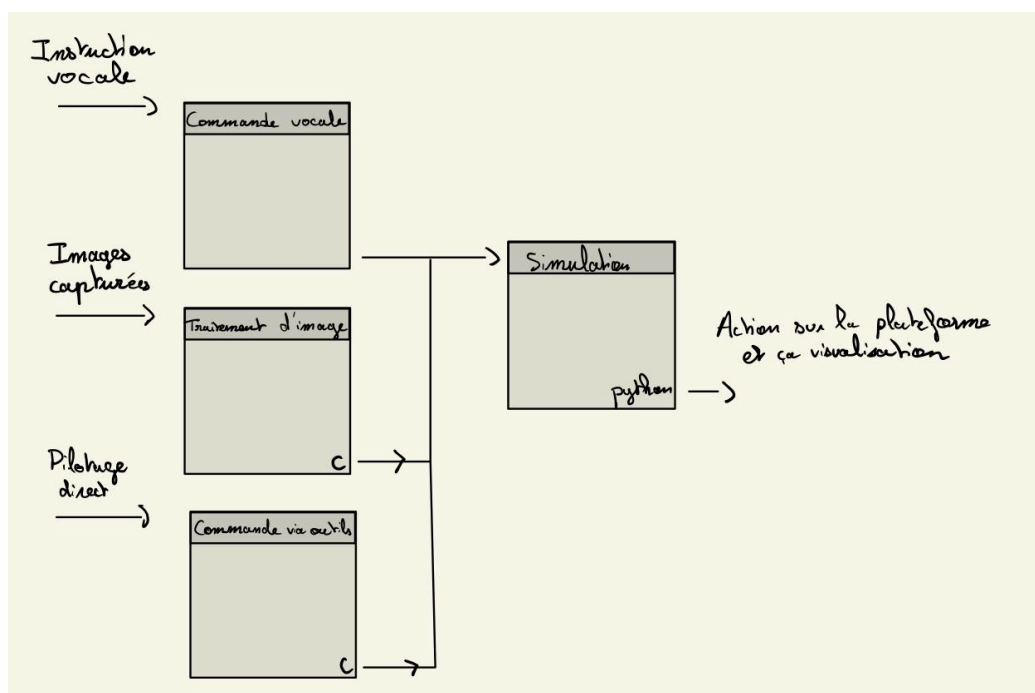 Instruction
vocale
Commande vocale
Images
capturées
Traitement d'image
C
Pilotage
direct
Commande via outils
C
Simulation
python
Action sur la plateforme
et ça visualisation